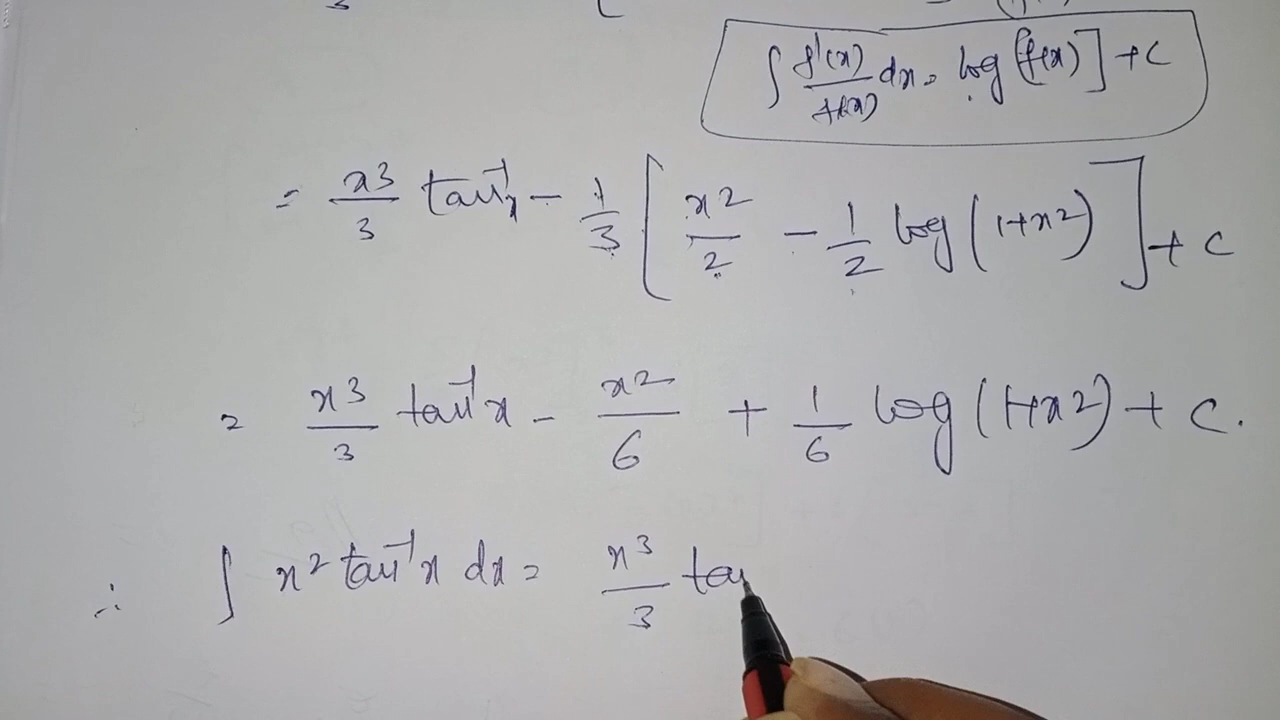 ∫ f'(x)/f(x) dx = log [f(x)] + c
= x³/3 tan⁻¹x - 1/3 [ x²/2 - 1/2 log (1+x²) ] + c
= x³/3 tan⁻¹x - x²/6 + 1/6 log (1+x²) + c.
∴ ∫ x² tan⁻¹x dx = x³/3 tan